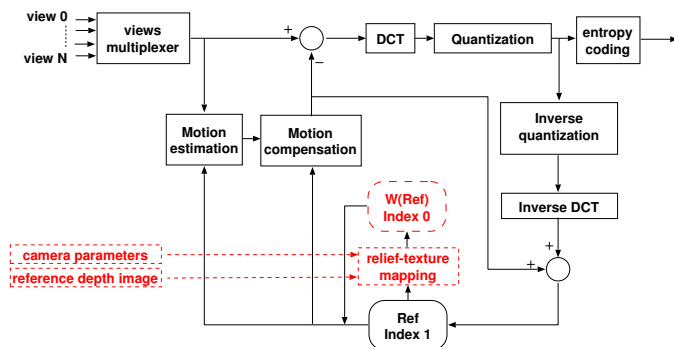 view 0
view N
views
multiplexer
+
−
DCT
Quantization
entropy
coding
Motion
estimation
Motion
compensation
Inverse
quantization
Inverse DCT
W(Ref)
Index 0
camera parameters
reference depth image
relief-texture
mapping
+
+
Ref
Index 1